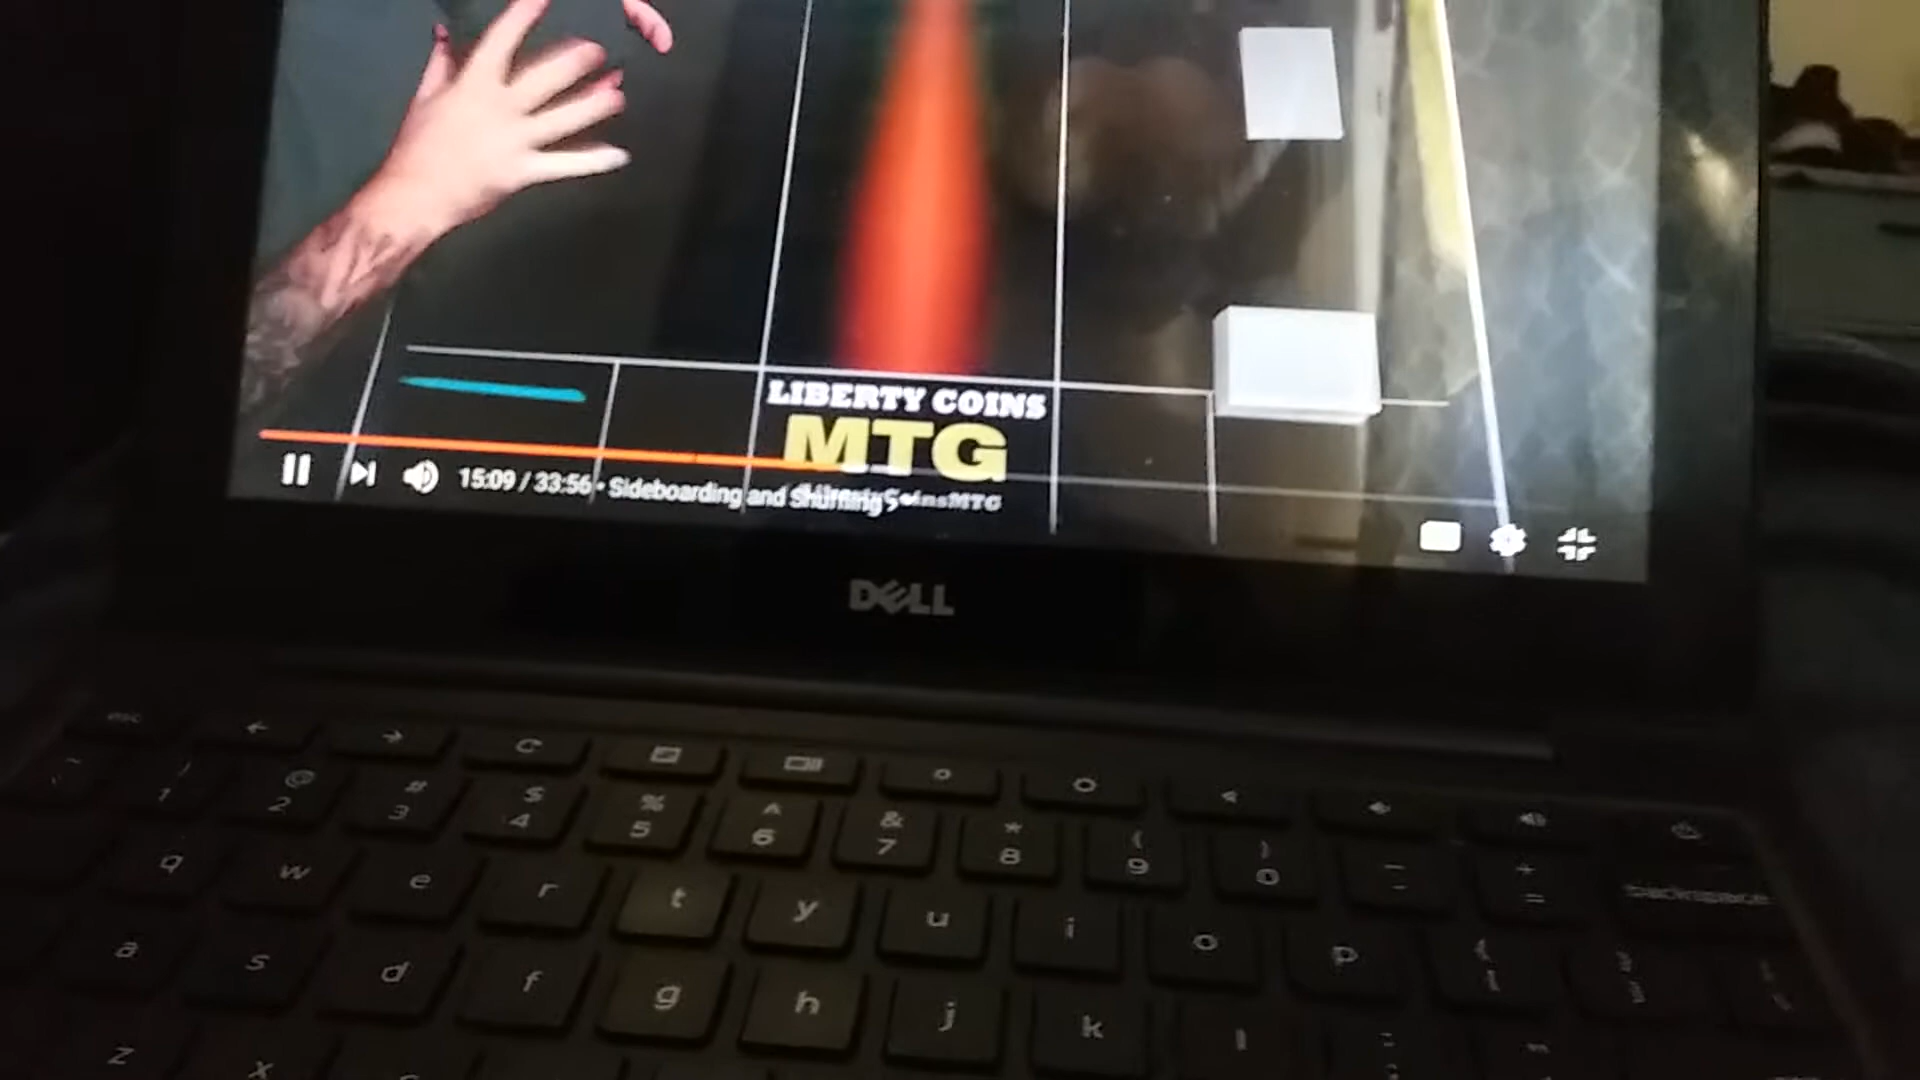 LIBERTY COINS
MTG
15:09 / 33:56 • Sideboarding and Shuffling >
DELL
esc
! @ # $ % ^ & * ( ) - +
1 2 3 4 5 6 7 8 9 0 - = backspace
q w e r t y u i o p
a s d f g h j k l
z x